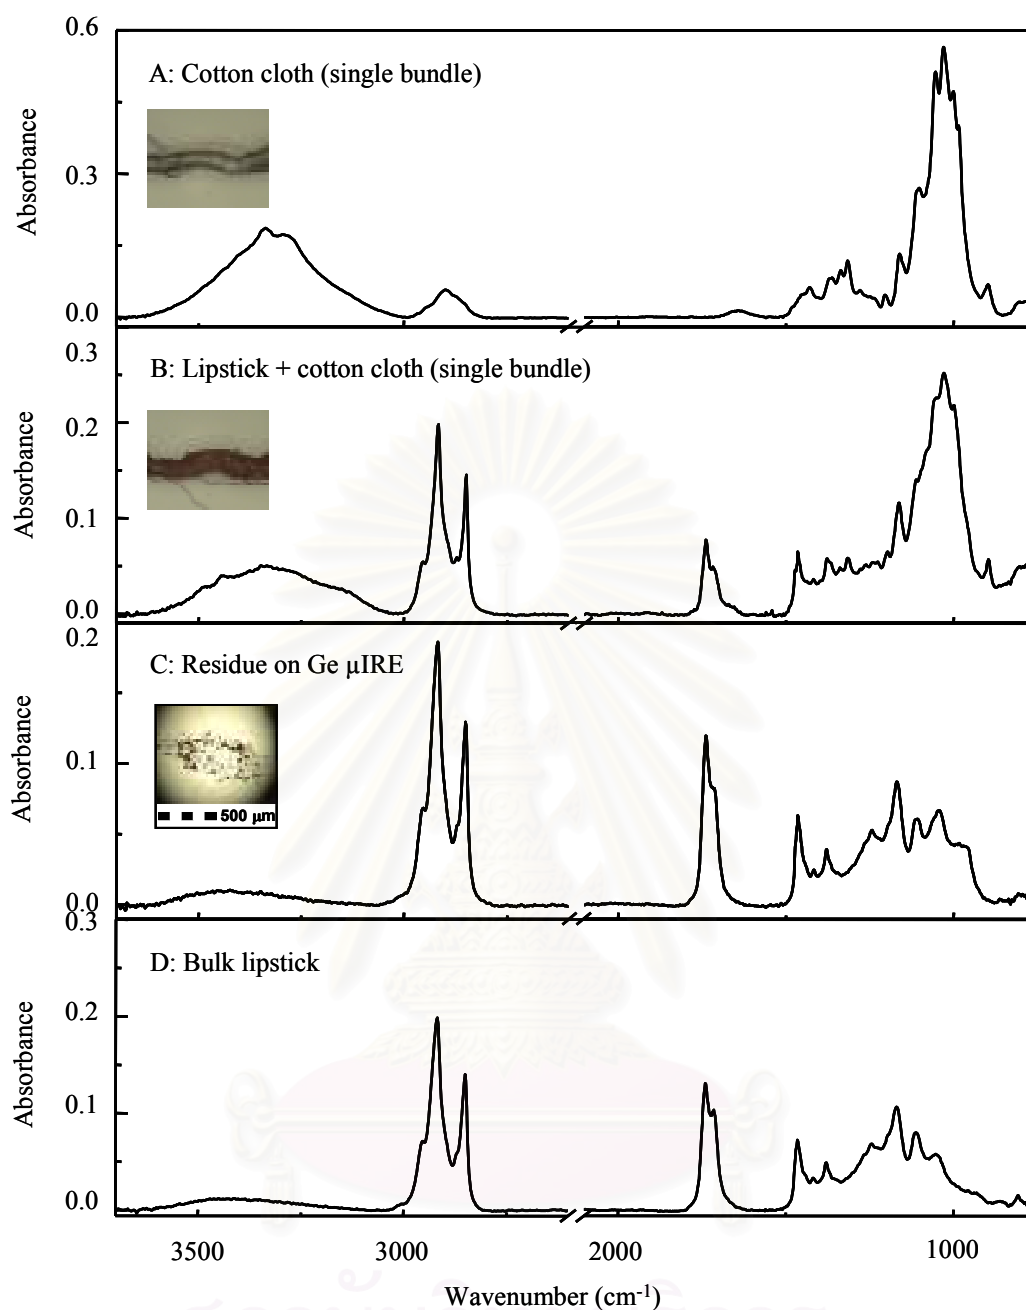 0.6
A: Cotton cloth (single bundle)
Absorbance
0.3
0.0
0.3
B: Lipstick + cotton cloth (single bundle)
0.2
Absorbance
0.1
0.0
0.2
C: Residue on Ge µIRE
0.1
Absorbance
500 µm
0.0
0.3
D: Bulk lipstick
0.2
Absorbance
0.1
0.0
3500 3000 2000 1000
Wavenumber (cm-1)